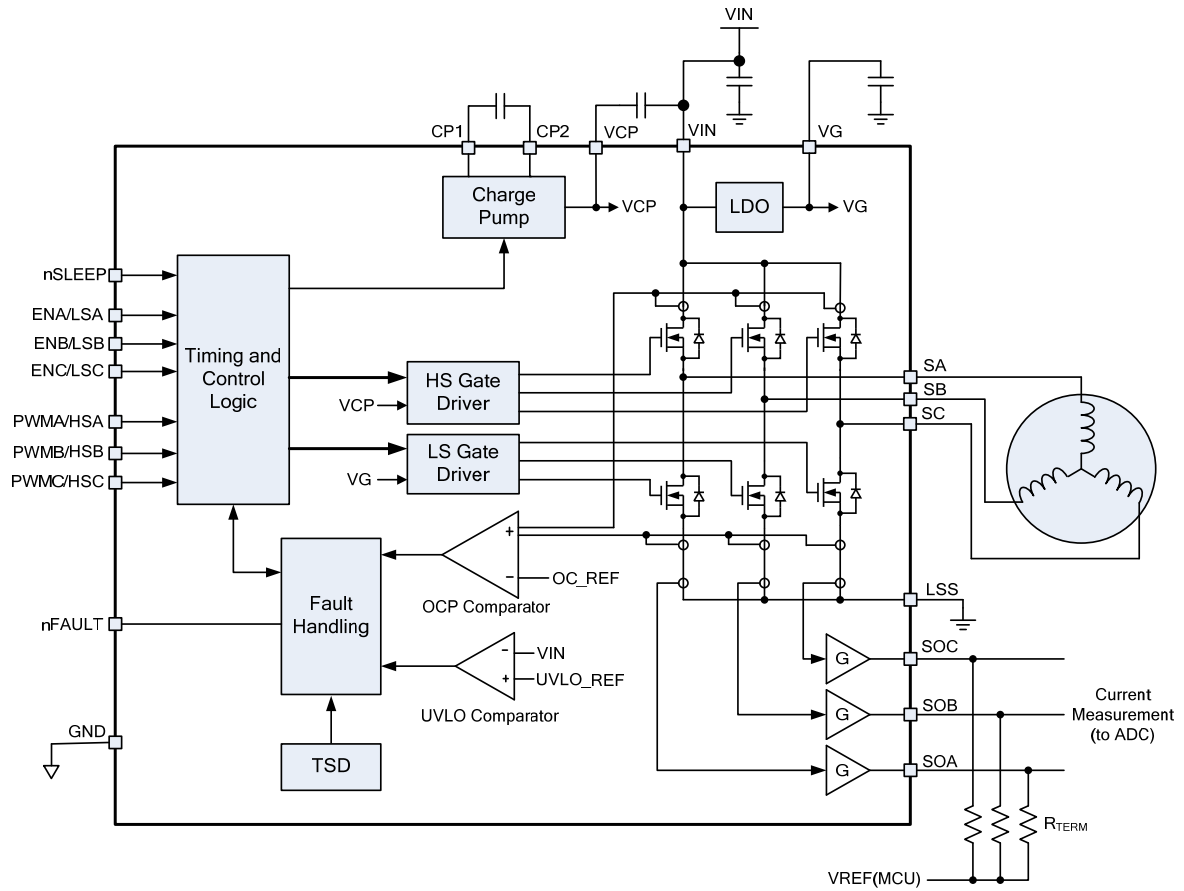 VIN
CP1
CP2
VCP
VIN
VG
Charge
Pump
VCP
LDO
VG
nSLEEP
ENA/LSA
ENB/LSB
ENC/LSC
PWMA/HSA
PWMB/HSB
PWMC/HSC
Timing and
Control
Logic
HS Gate
Driver
VCP
LS Gate
Driver
VG
SA
SB
SC
+
−
OC_REF
OCP Comparator
Fault
Handling
nFAULT
-
VIN
+
UVLO_REF
UVLO Comparator
LSS
G
SOC
G
SOB
G
SOA
Current
Measurement
(to ADC)
GND
TSD
RTERM
VREF(MCU)